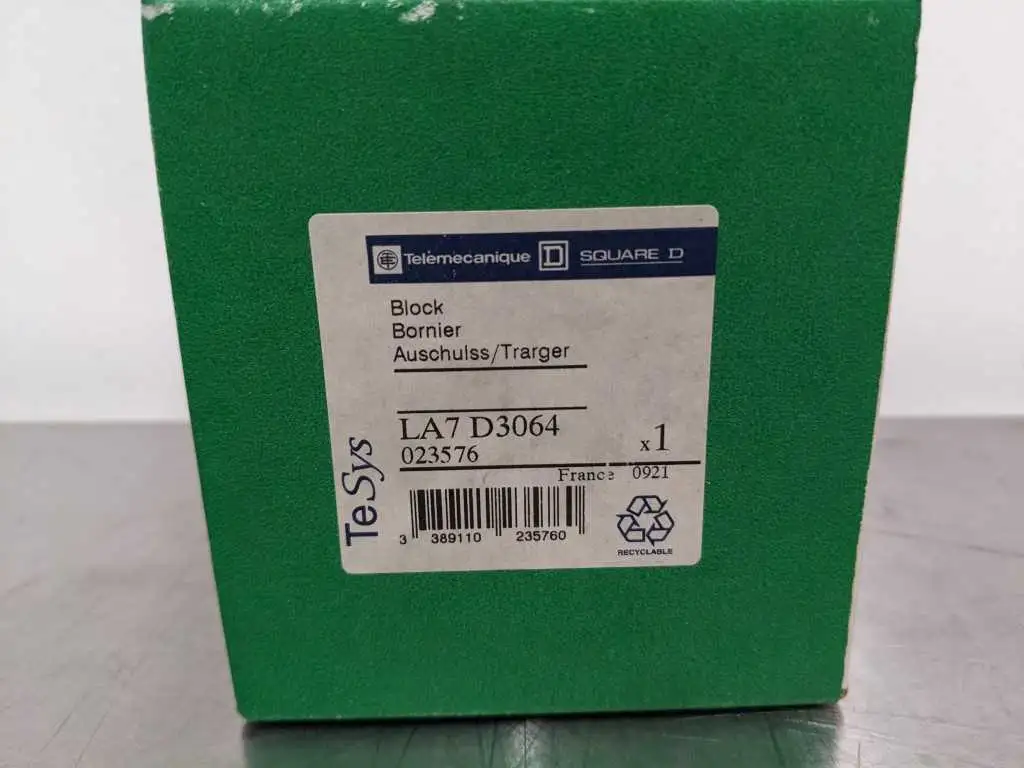 Telemecanique D SQUARE D
Block
Bornier
Auschulss/Trarger
LA7 D3064
023576
x1
France 0921
TeSys
3 389110 235760
RECYCLABLE